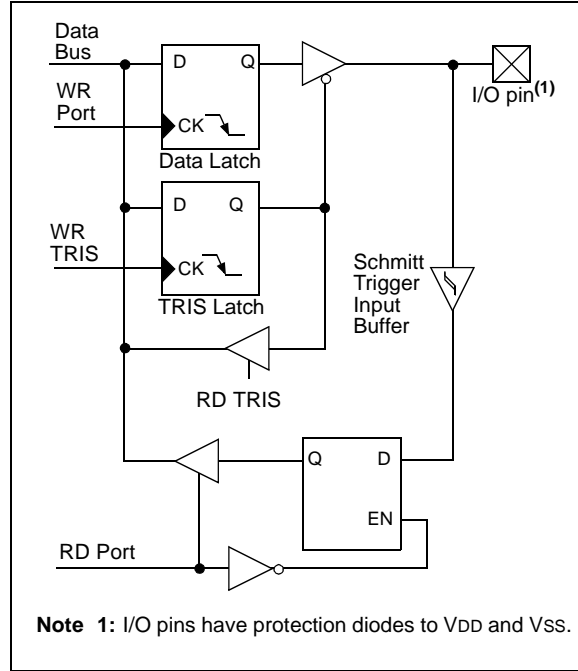 Data
Bus
D
Q
I/O pin(1)
WR
Port
CK
Data Latch
D
Q
WR
TRIS
CK
TRIS Latch
Schmitt
Trigger
Input
Buffer
RD TRIS
Q
D
EN
RD Port
Note 1: I/O pins have protection diodes to VDD and VSS.